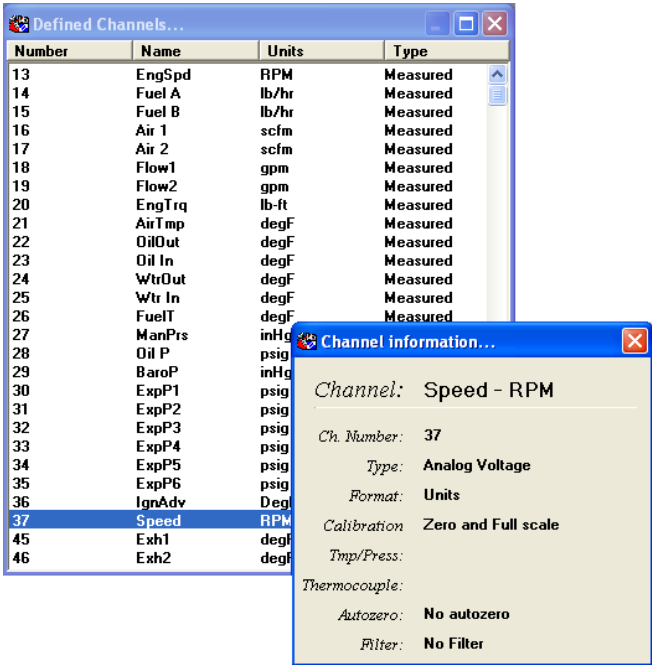 Defined Channels...
Number Name Units Type
13 EngSpd RPM Measured
14 Fuel A lb/hr Measured
15 Fuel B lb/hr Measured
16 Air 1 scfm Measured
17 Air 2 scfm Measured
18 Flow1 gpm Measured
19 Flow2 gpm Measured
20 EngTrq lb-ft Measured
21 AirTmp degF Measured
22 OilOut degF Measured
23 Oil In degF Measured
24 WtrOut degF Measured
25 Wtr In degF Measured
26 FuelT degF Measured
27 ManPrs inHg
28 Oil P psig
29 BaroP inHg
30 ExpP1 psig
31 ExpP2 psig
32 ExpP3 psig
33 ExpP4 psig
34 ExpP5 psig
35 ExpP6 psig
36 IgnAdv Deg
37 Speed RPM
45 Exh1 deg
46 Exh2 deg
Channel information...
Channel: Speed - RPM
Ch. Number: 37
Type: Analog Voltage
Format: Units
Calibration Zero and Full scale
Tmp/Press:
Thermocouple:
Autozero: No autozero
Filter: No Filter